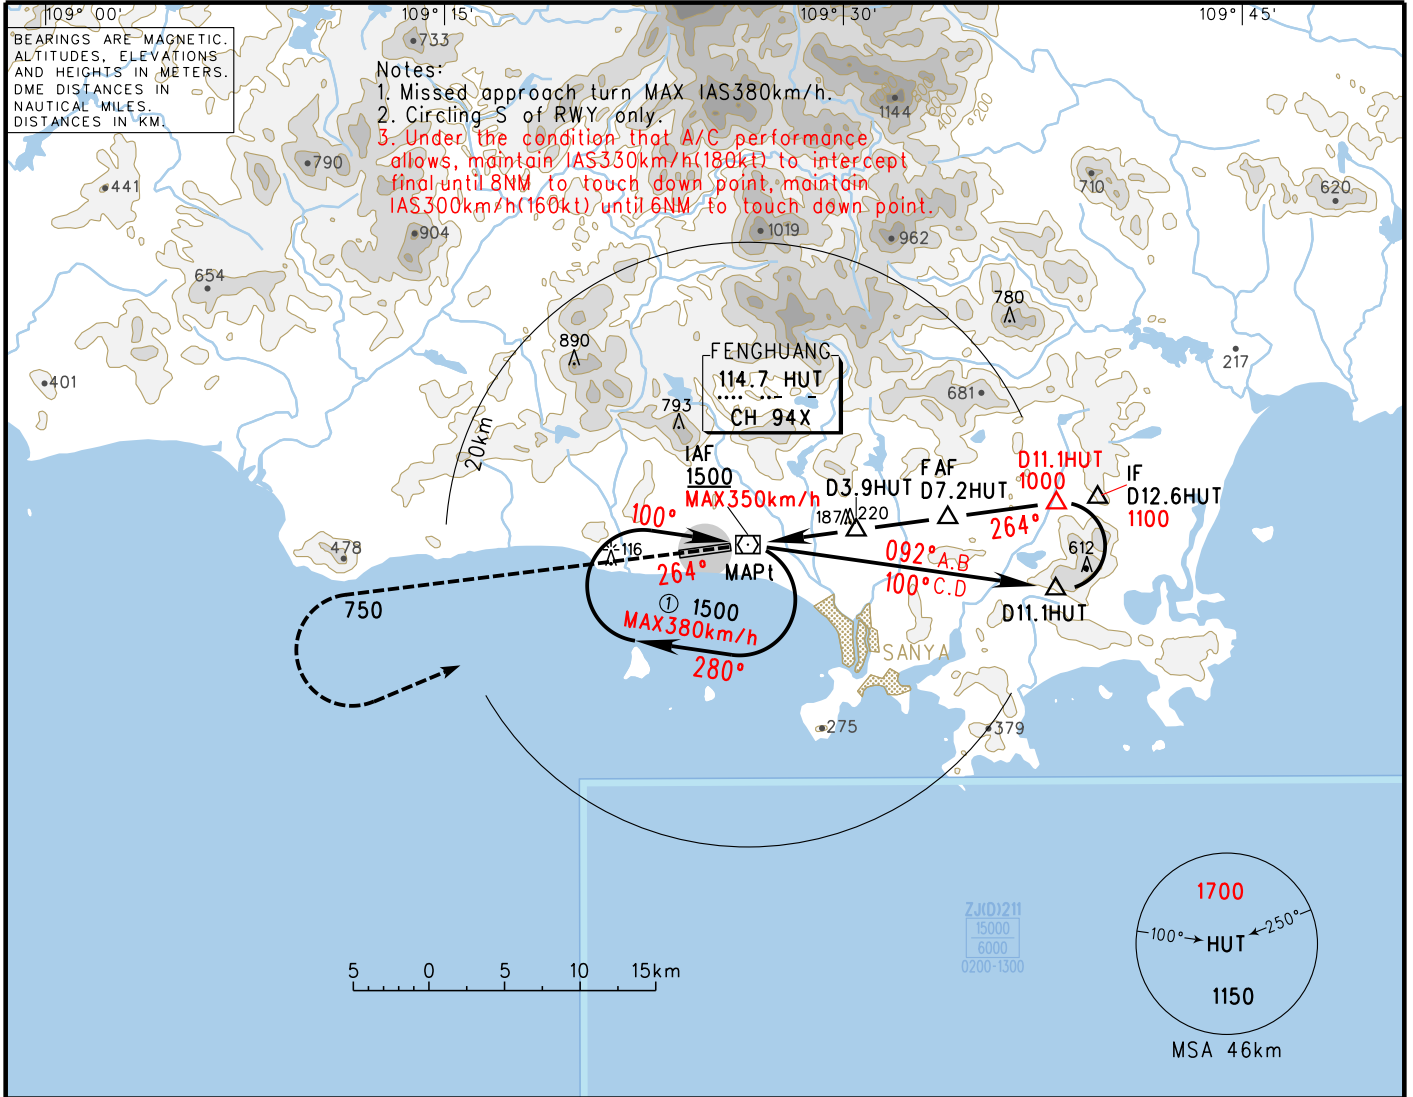 109° 00'
109° 15'
109° 30'
109° 45'
BEARINGS ARE MAGNETIC.
ALTITUDES, ELEVATIONS
AND HEIGHTS IN METERS.
DME DISTANCES IN
NAUTICAL MILES.
DISTANCES IN KM.
733
Notes:
1. Missed approach turn MAX IAS380km/h.
2. Circling S of RWY only.
3. Under the condition that A/C performance
allows, maintain IAS330km/h(180kt) to intercept
final until 8NM to touch down point, maintain
IAS300km/h(160kt) until 6NM to touch down point.
1144
400
200
790
441
710
620
904
1019
962
654
780
890
217
401
FENGHUANG
114.7 HUT
CH 94X
681
793
20km
IAF
1500
MAX350km/h
D3.9HUT
FAF
D7.2HUT
D11.1HUT
1000
IF
D12.6HUT
1100
187
220
100°
264°
116
478
612
092° A.B
100° C.D
264°
MAPt
D11.1HUT
750
① 1500
MAX380km/h
280°
SANYA
275
379
ZJ(D)211
15000
6000
0200-1300
5 0 5 10 15km
1700
100°
250°
HUT
1150
MSA 46km